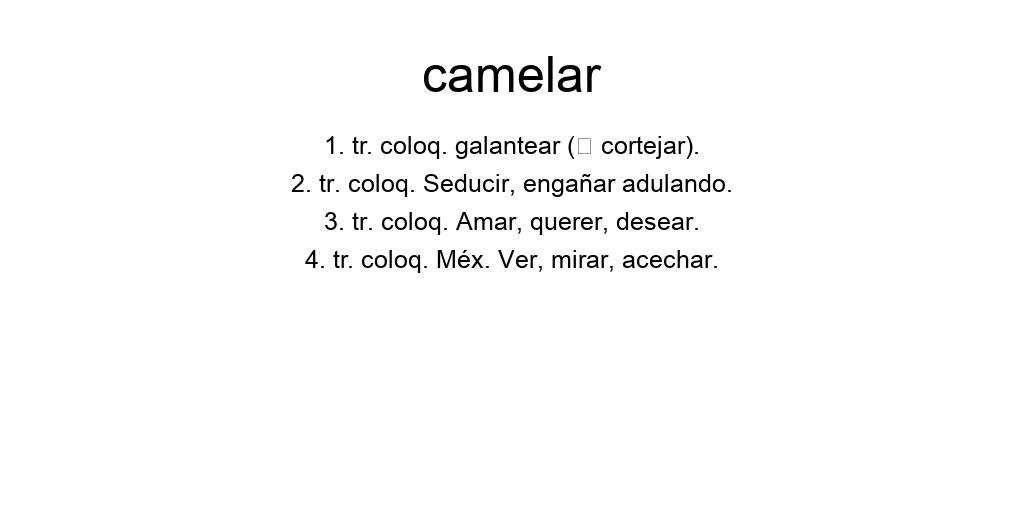 camelar
1. tr. coloq. galantear (□ cortejar).
2. tr. coloq. Seducir, engañar adulando.
3. tr. coloq. Amar, querer, desear.
4. tr. coloq. Méx. Ver, mirar, acechar.